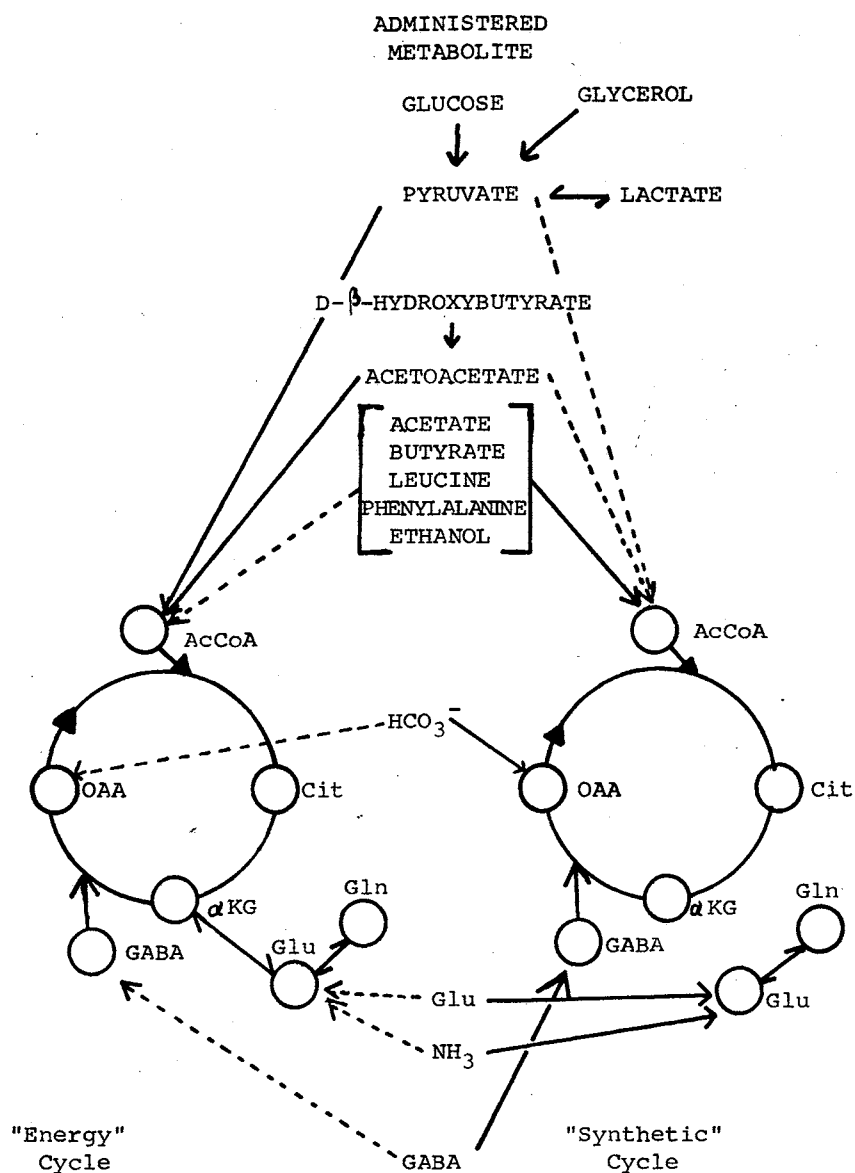 ADMINISTERED
METABOLITE
GLUCOSE
GLYCEROL
PYRUVATE
LACTATE
D-β-HYDROXYBUTYRATE
ACETOACETATE
ACETATE
BUTYRATE
LEUCINE
PHENYLALANINE
ETHANOL
AcCoA
AcCoA
HCO3-
OAA
Cit
OAA
Cit
αKG
Gln
Glu
GABA
αKG
Gln
GABA
Glu
Glu
NH3
GABA
"Energy"
Cycle
"Synthetic"
Cycle